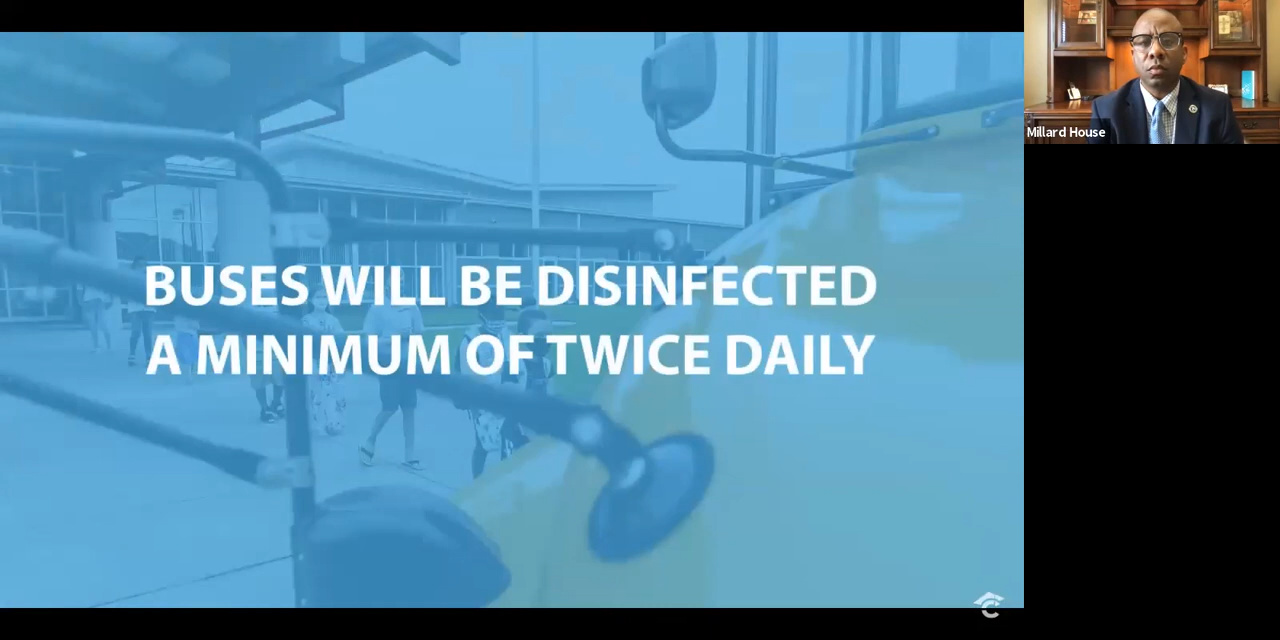 BUSES WILL BE DISINFECTED
A MINIMUM OF TWICE DAILY
Millard House